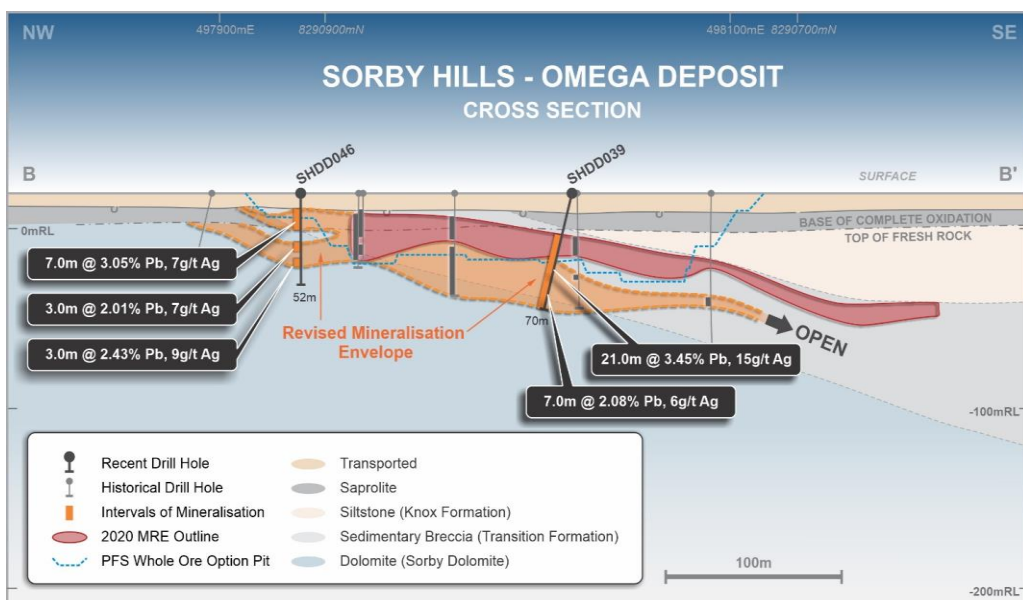 NW
497900mE
8290900mN
498100mE
8290700mN
SE
SORBY HILLS - OMEGA DEPOSIT
CROSS SECTION
B
SHDD046
SHDD039
SURFACE
B'
0mRL
BASE OF COMPLETE OXIDATION
TOP OF FRESH ROCK
7.0m @ 3.05% Pb, 7g/t Ag
3.0m @ 2.01% Pb, 7g/t Ag
3.0m @ 2.43% Pb, 9g/t Ag
52m
Revised Mineralisation
Envelope
70m
OPEN
21.0m @ 3.45% Pb, 15g/t Ag
7.0m @ 2.08% Pb, 6g/t Ag
-100mRL
Recent Drill Hole
Historical Drill Hole
Intervals of Mineralisation
2020 MRE Outline
PFS Whole Ore Option Pit
Transported
Saprolite
Siltstone (Knox Formation)
Sedimentary Breccia (Transition Formation)
Dolomite (Sorby Dolomite)
100m
-200mRL